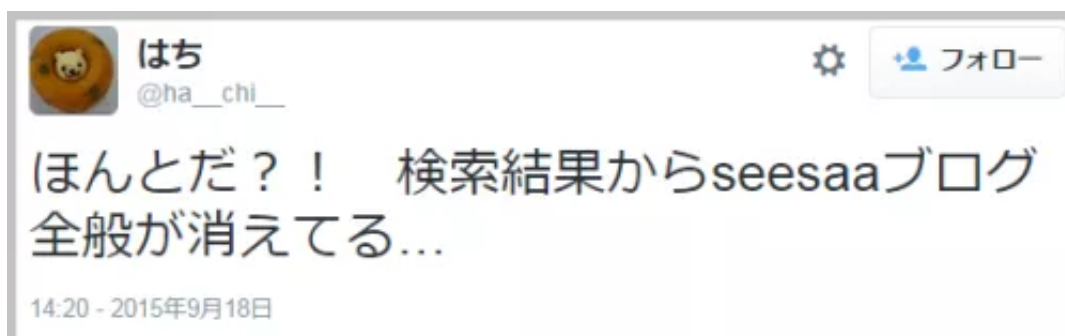 はち
@ha__chi__
フォロー
ほんとだ？！　検索結果からseesaaブログ
全般が消えてる…
14:20 - 2015年9月18日